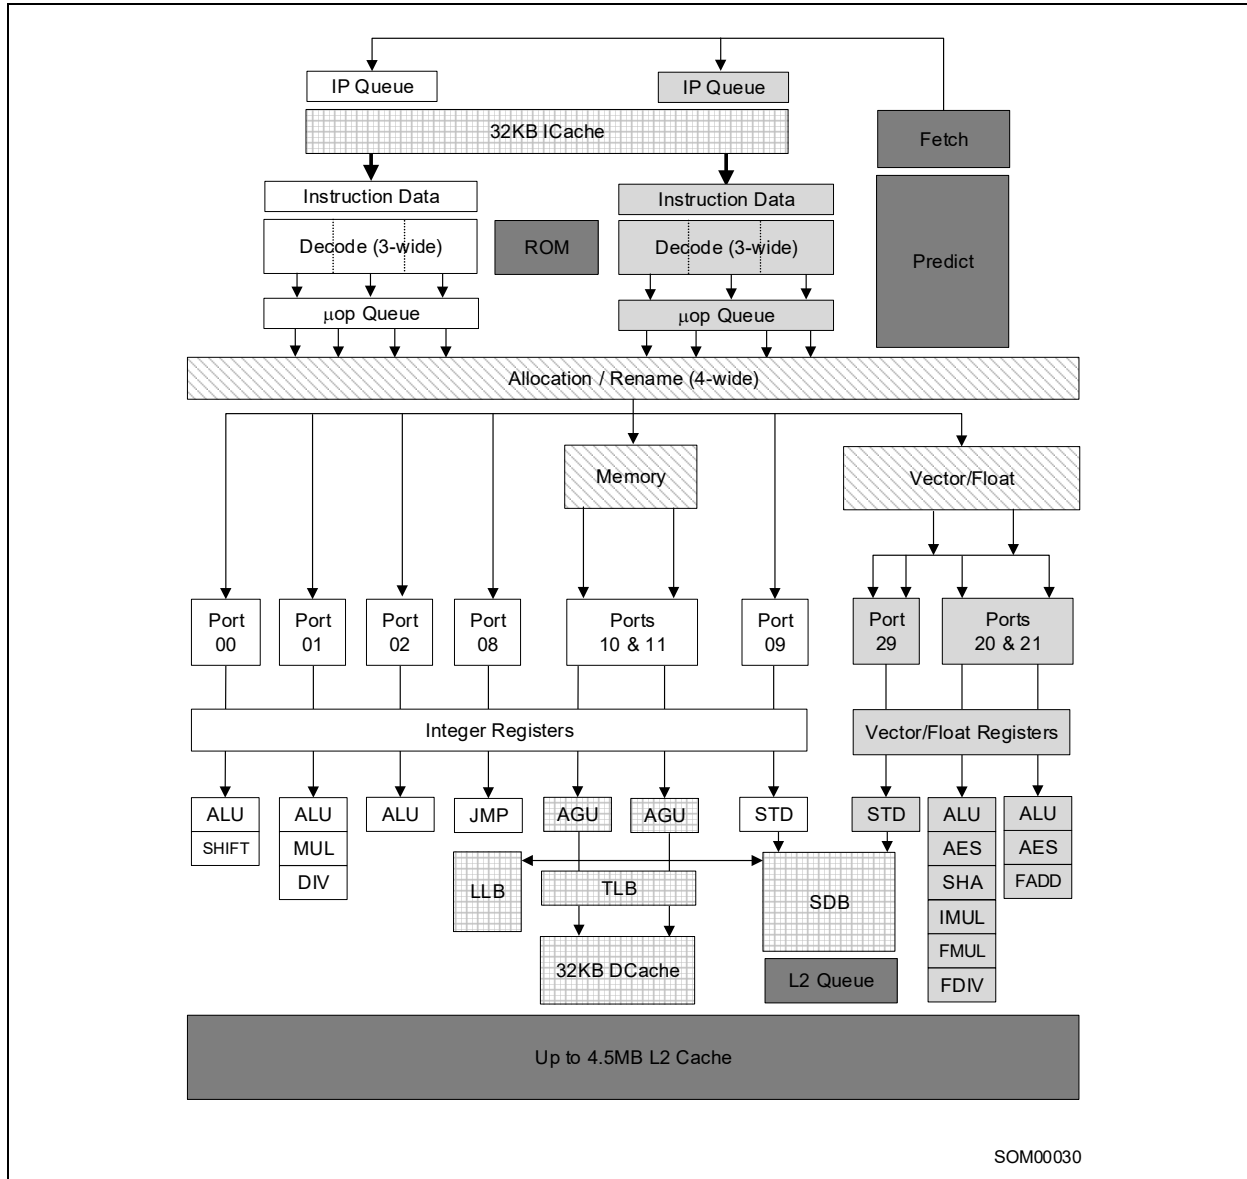 IP Queue
IP Queue
32KB ICache
Fetch
Instruction Data
Instruction Data
Decode (3-wide)
ROM
Decode (3-wide)
Predict
μop Queue
μop Queue
Allocation / Rename (4-wide)
Memory
Vector/Float
Port
00
Port
01
Port
02
Port
08
Ports
10 & 11
Port
09
Port
29
Ports
20 & 21
Integer Registers
Vector/Float Registers
ALU
SHIFT
ALU
MUL
DIV
ALU
JMP
AGU
AGU
STD
STD
ALU
AES
SHA
IMUL
FMUL
FDIV
ALU
AES
FADD
LLB
TLB
SDB
32KB DCache
L2 Queue
Up to 4.5MB L2 Cache
SOM00030